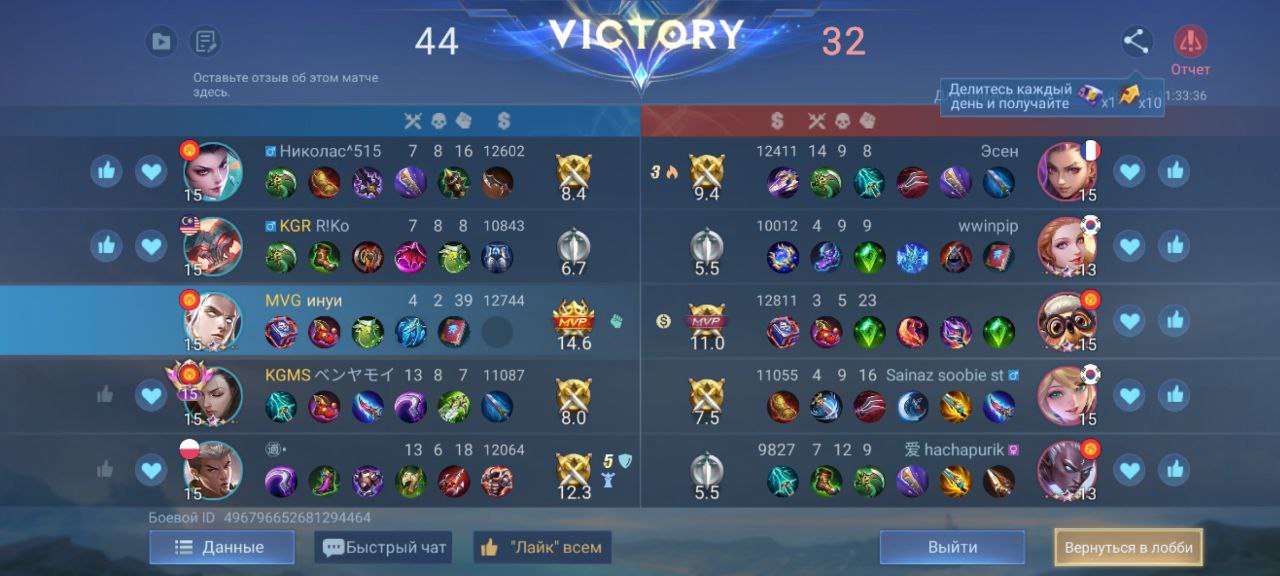 44 VICTORY 32
Отчет
Оставьте отзыв об этом матче
здесь.
Делитесь каждый
день и получайте x1 x10
11:33:36
Николас^515 7 8 16 12602
15 8.4
3 9.4 12411 14 9 8 Эсен
15
KGR R!Ko 7 8 8 10843
15 6.7
5.5 10012 4 9 9 wwinpip
13
MVG инуи 4 2 39 12744
15 MVP 14.6
MVP 11.0 12811 3 5 23
15
KGMS ベンヤモイ 13 8 7 11087
15 15 8.0
7.5 11055 4 9 16 Sainaz soobie st
15
13 6 18 12064
15 12.3 5
5.5 9827 7 12 9 爱 hachapurik
13
Боевой ID 496796652681294464
Данные
Быстрый чат
"Лайк" всем
Выйти
Вернуться в лобби